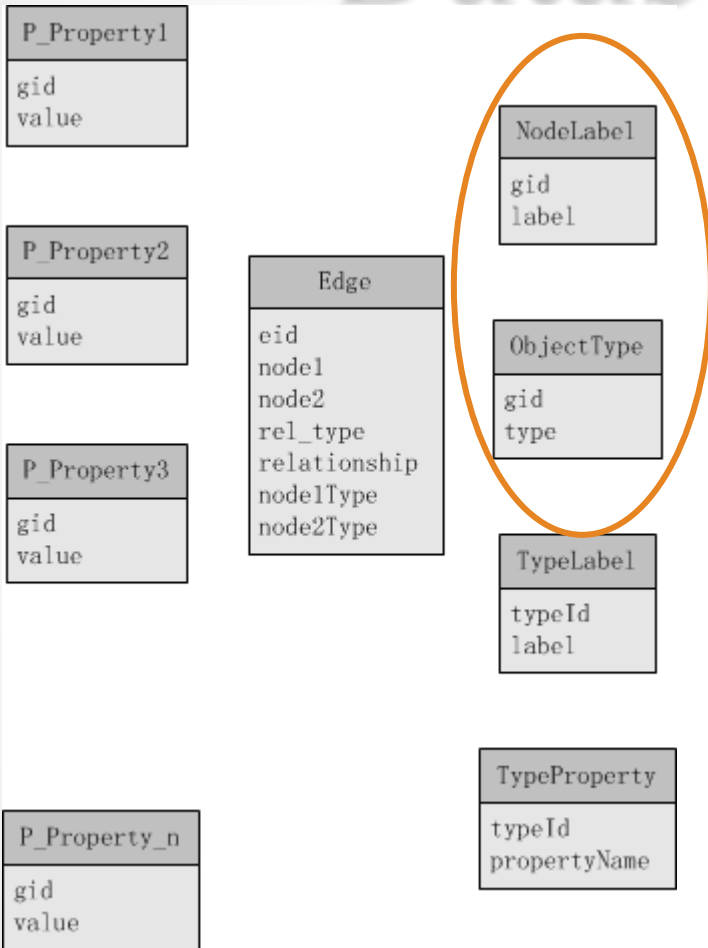 P_Property1
gid
value
P_Property2
gid
value
P_Property3
gid
value
P_Property_n
gid
value
Edge
eid
node1
node2
rel_type
relationship
node1Type
node2Type
NodeLabel
gid
label
ObjectType
gid
type
TypeLabel
typeId
label
TypeProperty
typeId
propertyName